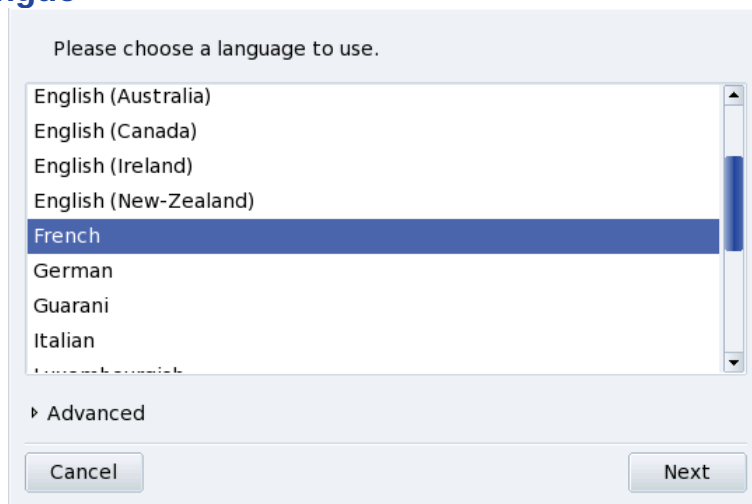 Please choose a language to use.
English (Australia)
English (Canada)
English (Ireland)
English (New-Zealand)
French
German
Guarani
Italian
Advanced
Cancel
Next